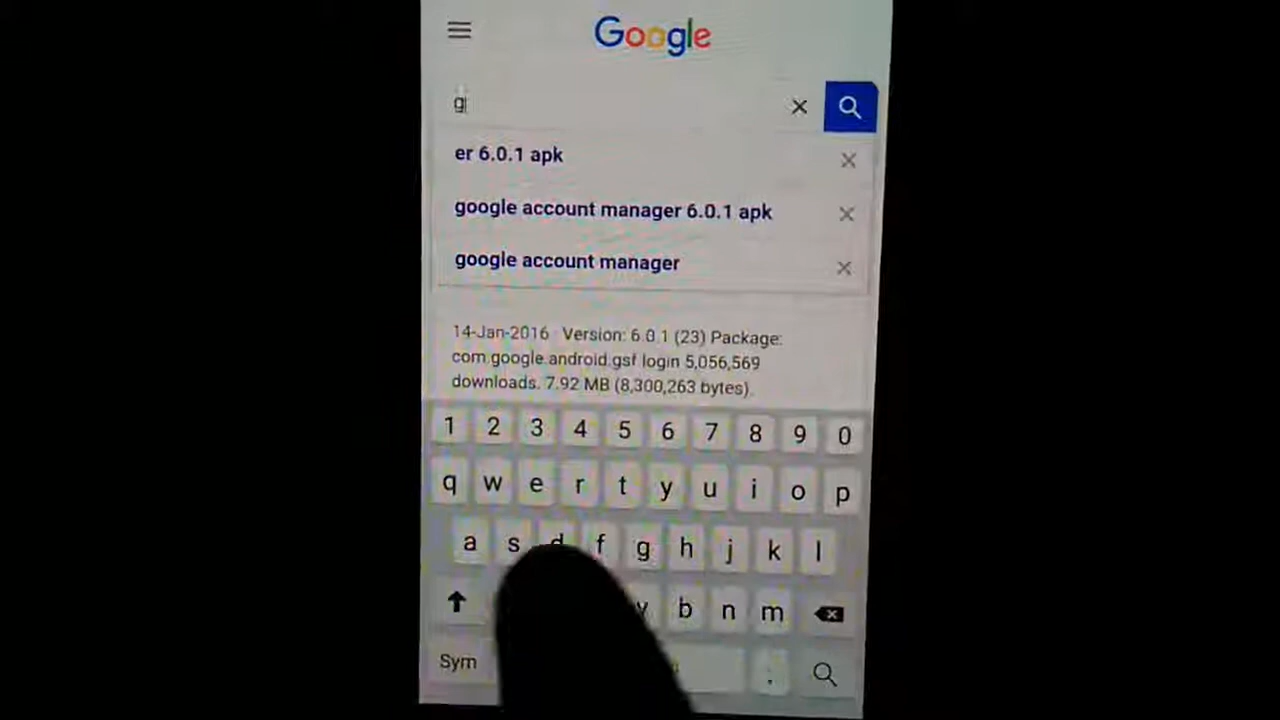 Google
g
er 6.0.1 apk
google account manager 6.0.1 apk
google account manager
14-Jan-2016 · Version: 6.0.1 (23) Package:
com.google.android.gsf login 5,056,569
downloads. 7.92 MB (8,300,263 bytes).
1 2 3 4 5 6 7 8 9 0
q w e r t y u i o p
a s d f g h j k l
v b n m
Sym .